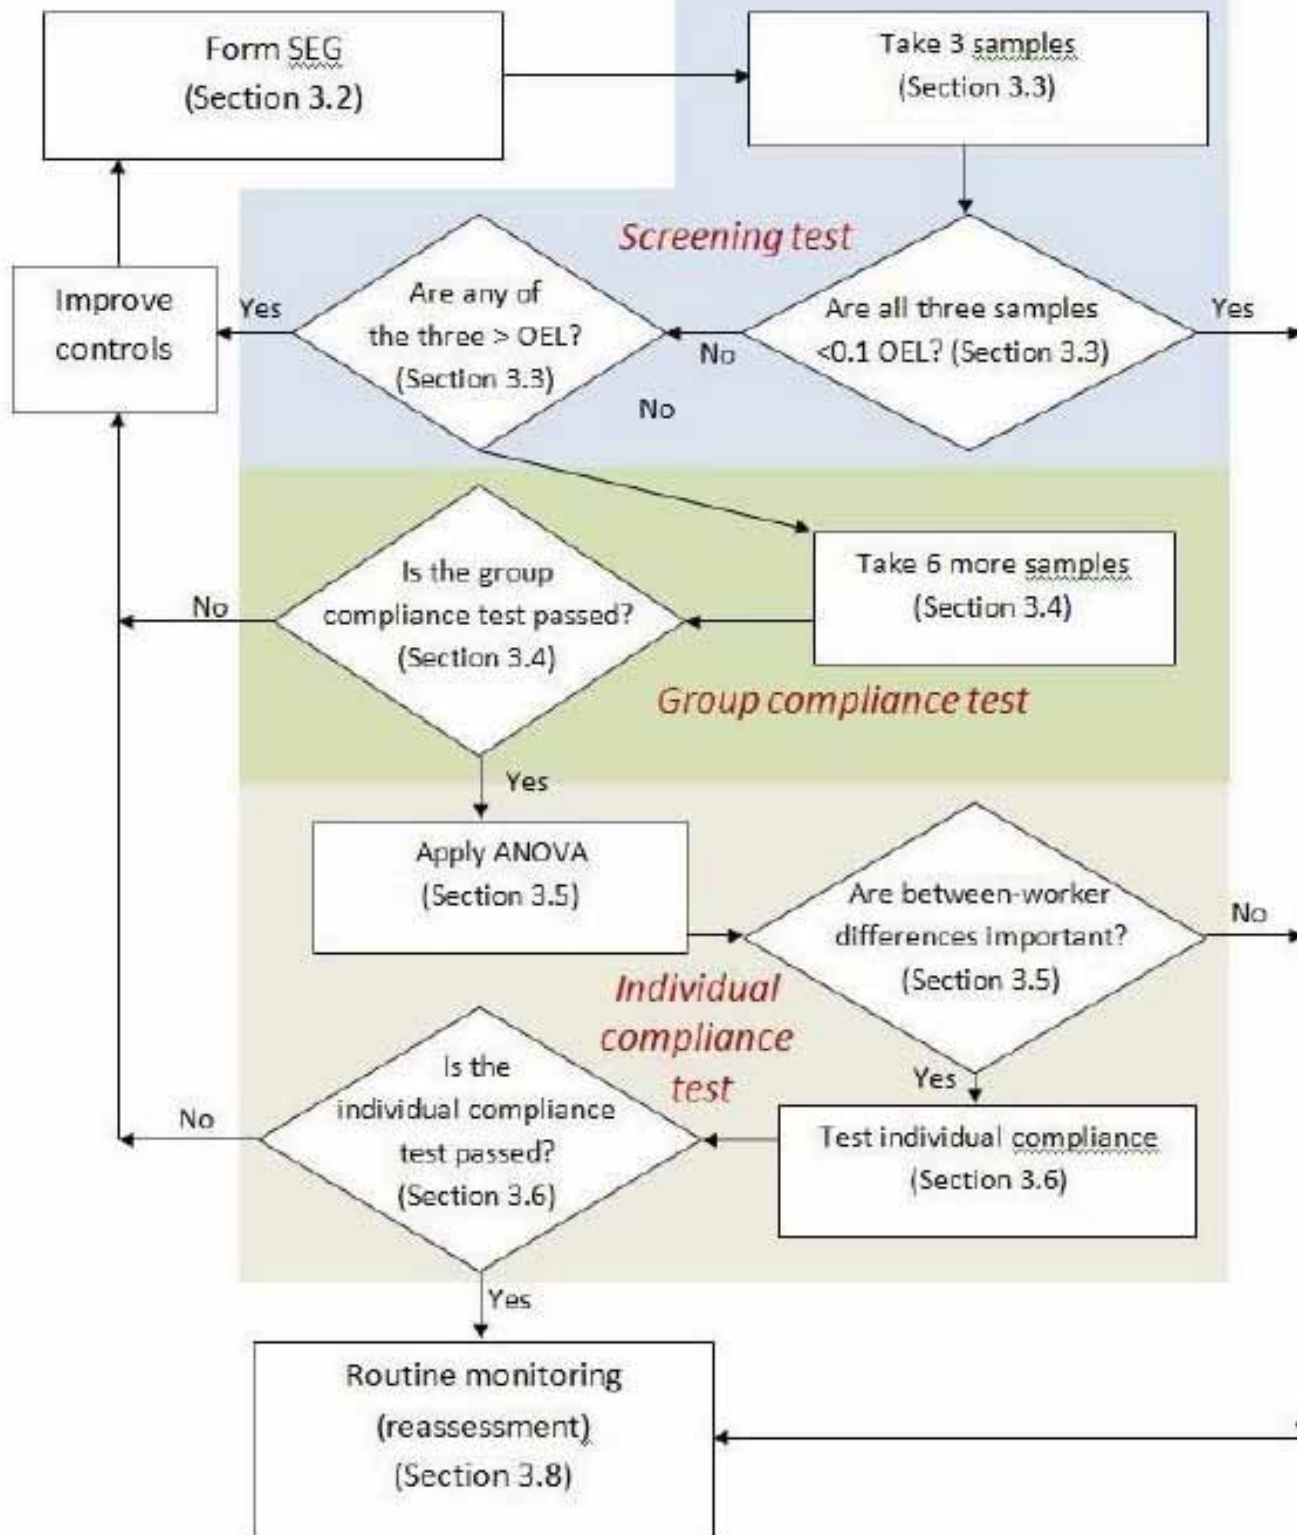 Form SEG
(Section 3.2)
Take 3 samples
(Section 3.3)
Screening test
Improve
controls
Yes
Are any of
the three > OEL?
(Section 3.3)
No
Are all three samples
<0.1 OEL? (Section 3.3)
Yes
No
Is the group
compliance test passed?
(Section 3.4)
No
Take 6 more samples
(Section 3.4)
Group compliance test
Yes
Apply ANOVA
(Section 3.5)
Are between-worker
differences important?
(Section 3.5)
No
Individual
compliance
test
Yes
Is the
individual compliance
test passed?
(Section 3.6)
No
Test individual compliance
(Section 3.6)
Yes
Routine monitoring
(reassessment)
(Section 3.8)